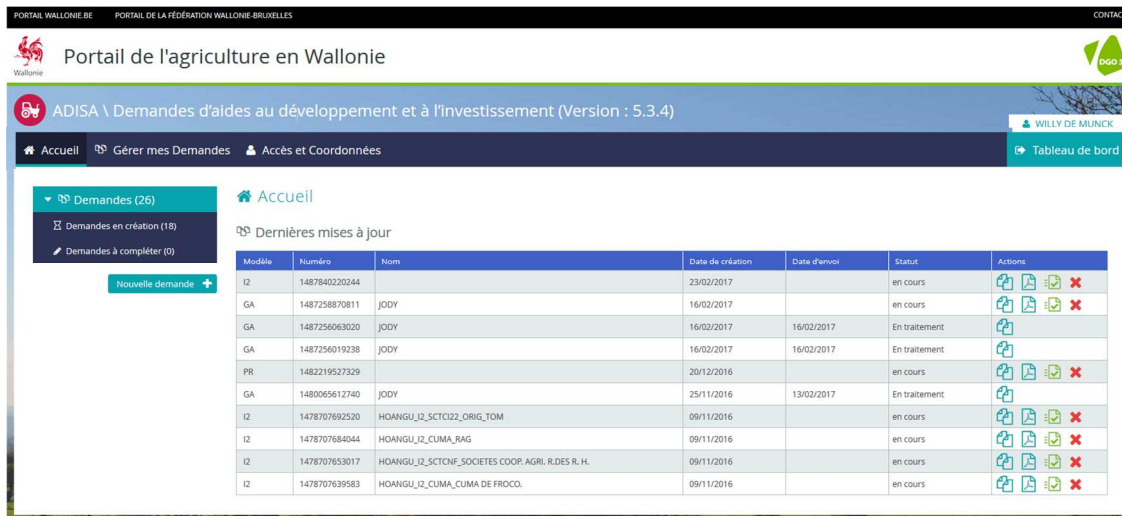 PORTAIL WALLONIE.BE PORTAIL DE LA FÉDÉRATION WALLONIE-BRUXELLES CONTAC
Wallonie
Portail de l'agriculture en Wallonie
DGO 3
ADISA \ Demandes d'aides au développement et à l'investissement (Version : 5.3.4)
WILLY DE MUNCK
Accueil Gérer mes Demandes Accès et Coordonnées Tableau de bord
Demandes (26)
Demandes en création (18)
Demandes à compléter (0)
Nouvelle demande
Accueil
Dernières mises à jour
Modèle Numéro Nom Date de création Date d'envoi Statut Actions
I2 1487840220244 23/02/2017 en cours
GA 1487258870811 JODY 16/02/2017 en cours
GA 1487256063020 JODY 16/02/2017 16/02/2017 En traitement
GA 1487256019238 JODY 16/02/2017 16/02/2017 En traitement
PR 1482219527329 20/12/2016 en cours
GA 1480065612740 JODY 25/11/2016 13/02/2017 En traitement
I2 1478707692520 HOANGU_I2_SCTCI22_ORIG_TOM 09/11/2016 en cours
I2 1478707684044 HOANGU_I2_CUMA_RAG 09/11/2016 en cours
I2 1478707653017 HOANGU_I2_SCTCNF_SOCIETES COOP. AGRI. R.DES R. H. 09/11/2016 en cours
I2 1478707639583 HOANGU_I2_CUMA_CUMA DE FROCO. 09/11/2016 en cours